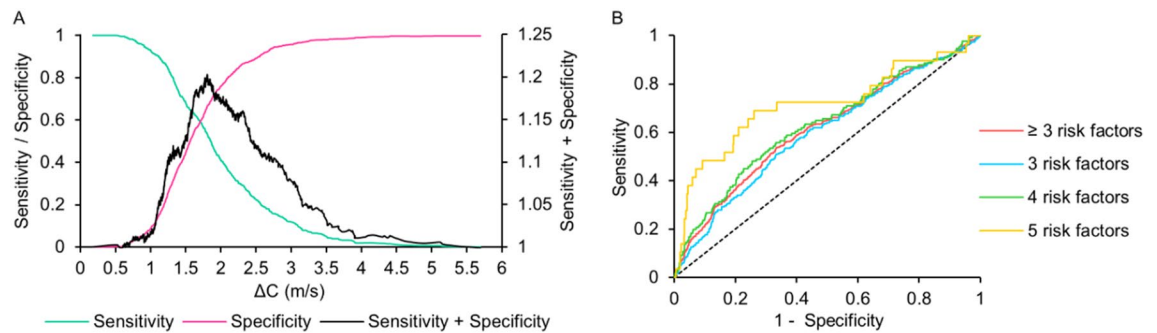 A
Sensitivity / Specificity
1
0.8
0.6
0.4
0.2
0
1.25
1.2
1.15
1.1
1.05
1
Sensitivity + Specificity
0 0.5 1 1.5 2 2.5 3 3.5 4 4.5 5 5.5 6
ΔC (m/s)
Sensitivity Specificity Sensitivity + Specificity
B
Sensitivity
1
0.8
0.6
0.4
0.2
0
0 0.2 0.4 0.6 0.8 1
1 - Specificity
≥ 3 risk factors
3 risk factors
4 risk factors
5 risk factors